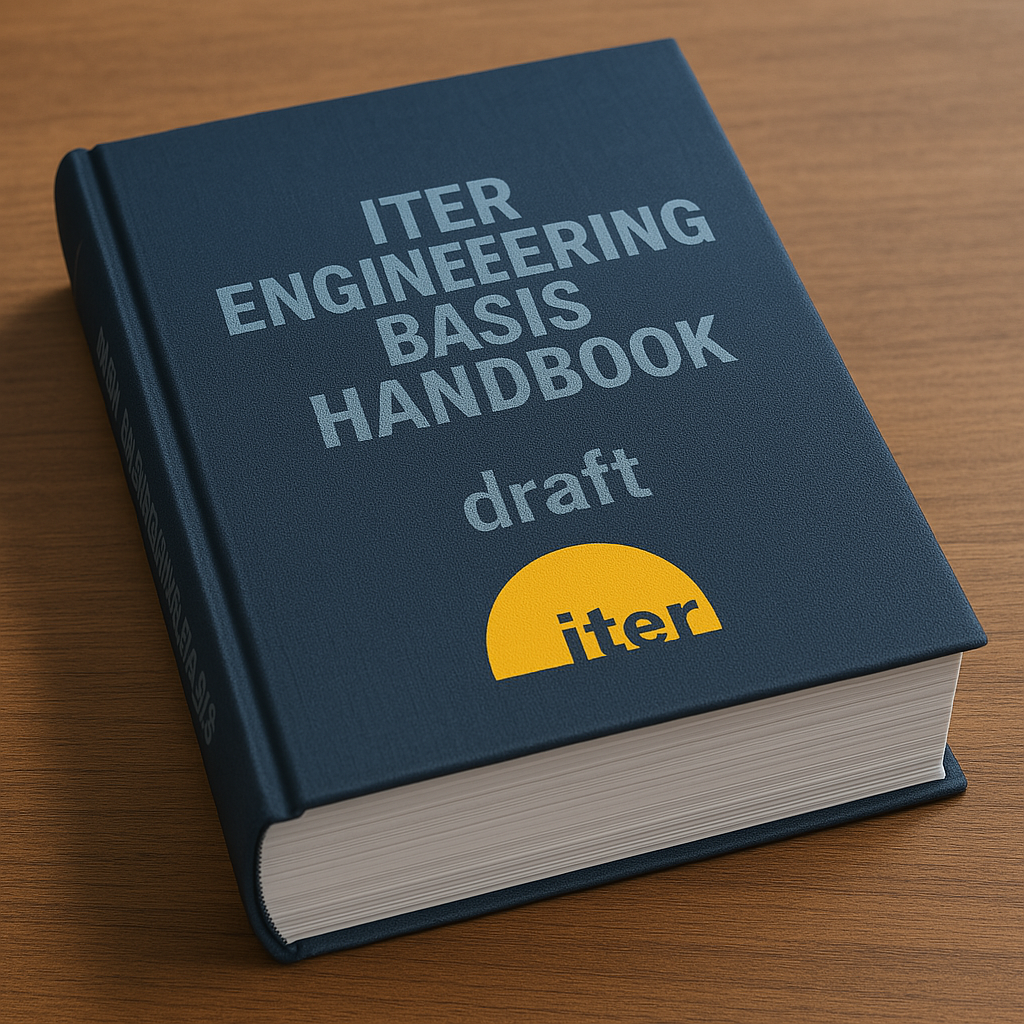 ITER
ENGINEEERING
BASIS
HANDBOOK
draft
iter